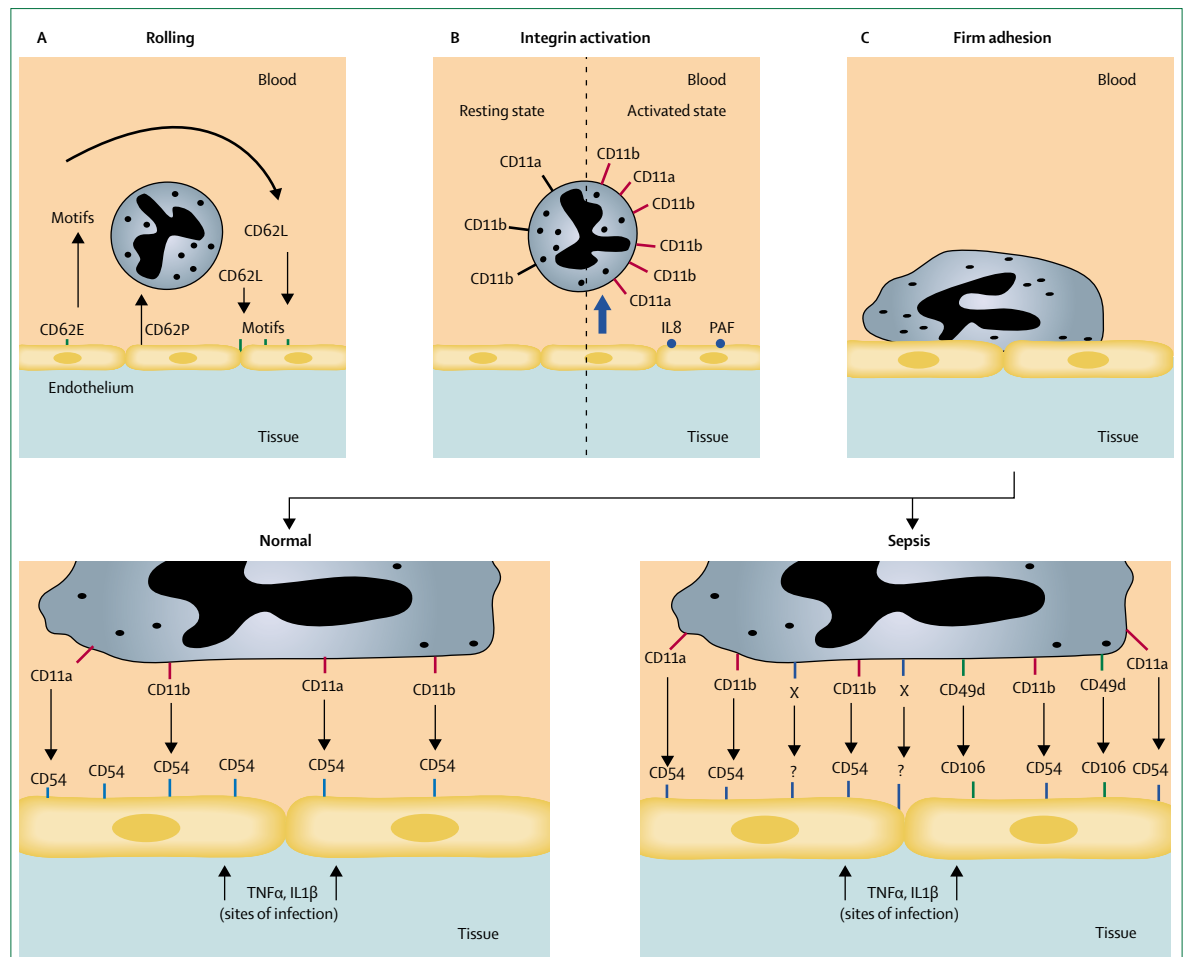 A Rolling
Blood
Motifs
CD62L
CD62L
CD62E
CD62P
Motifs
Endothelium
Tissue
B Integrin activation
Blood
Resting state
Activated state
CD11a
CD11b
CD11b
CD11b
CD11a
CD11b
CD11b
CD11b
CD11a
IL8
PAF
Tissue
C Firm adhesion
Blood
Tissue
Normal
CD11a
CD11b
CD11a
CD11b
CD54
CD54
CD54
CD54
CD54
CD54
TNFα, IL1β
(sites of infection)
Tissue
Sepsis
CD11a
CD11b
X
CD11b
X
CD49d
CD11b
CD49d
CD11a
CD54
CD54
?
CD54
?
CD106
CD54
CD106
CD54
TNFα, IL1β
(sites of infection)
Tissue